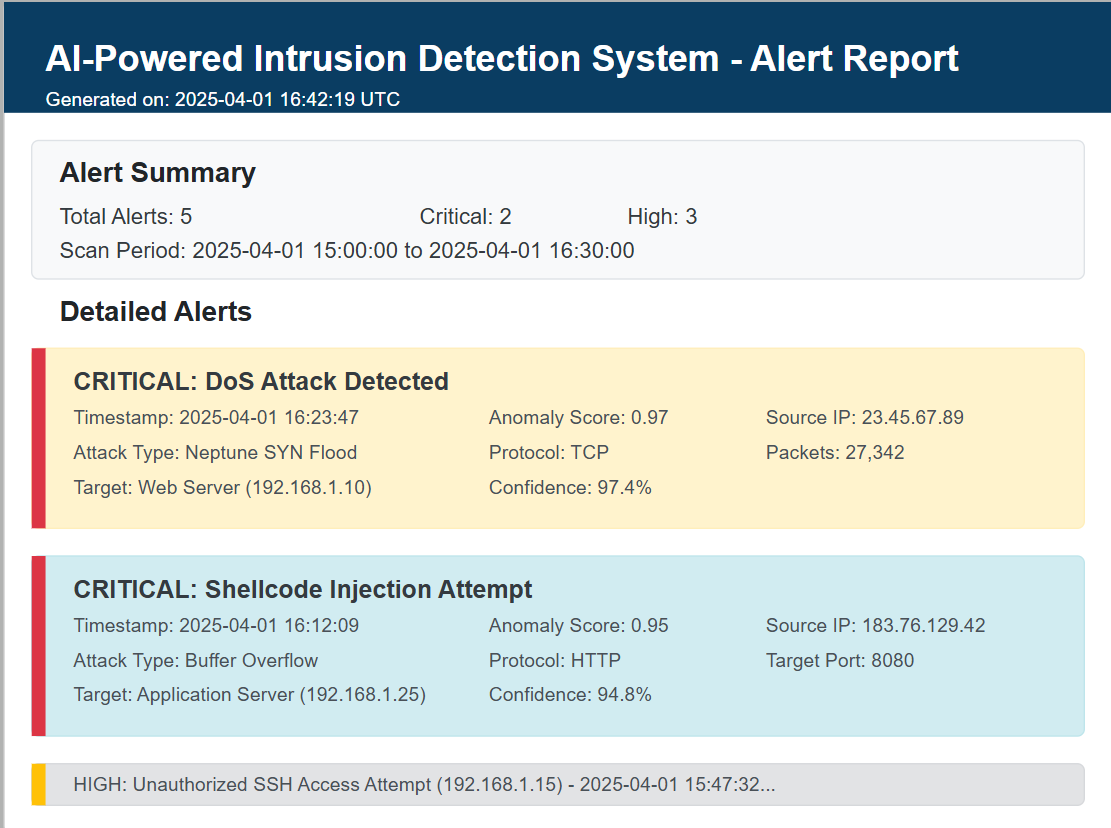 AI-Powered Intrusion Detection System - Alert Report
Generated on: 2025-04-01 16:42:19 UTC
Alert Summary
Total Alerts: 5 Critical: 2 High: 3
Scan Period: 2025-04-01 15:00:00 to 2025-04-01 16:30:00
Detailed Alerts
CRITICAL: DoS Attack Detected
Timestamp: 2025-04-01 16:23:47 Anomaly Score: 0.97 Source IP: 23.45.67.89
Attack Type: Neptune SYN Flood Protocol: TCP Packets: 27,342
Target: Web Server (192.168.1.10) Confidence: 97.4%
CRITICAL: Shellcode Injection Attempt
Timestamp: 2025-04-01 16:12:09 Anomaly Score: 0.95 Source IP: 183.76.129.42
Attack Type: Buffer Overflow Protocol: HTTP Target Port: 8080
Target: Application Server (192.168.1.25) Confidence: 94.8%
HIGH: Unauthorized SSH Access Attempt (192.168.1.15) - 2025-04-01 15:47:32...